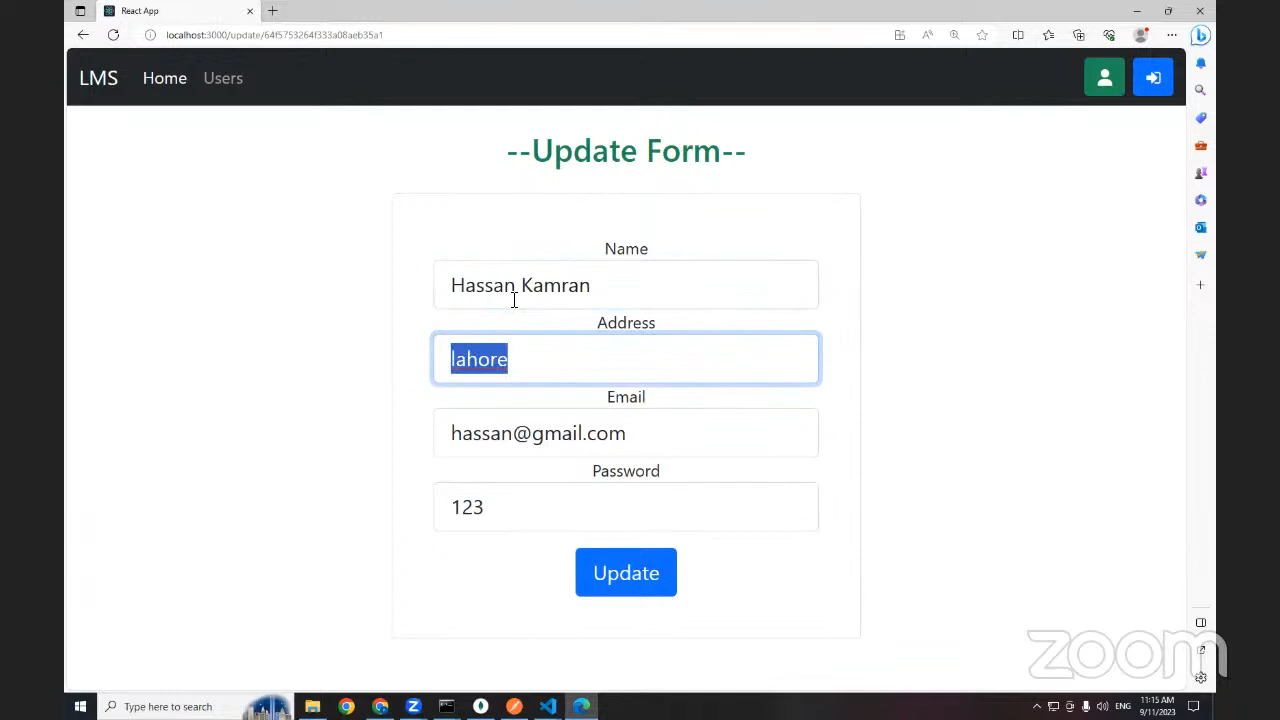 React App
localhost:3000/update/64f5753264f333a08aeb35a1
LMS Home Users
--Update Form--
Name
Hassan Kamran
Address
lahore
Email
hassan@gmail.com
Password
123
Update
zoom
Type here to search
ENG
11:15 AM
9/11/2023